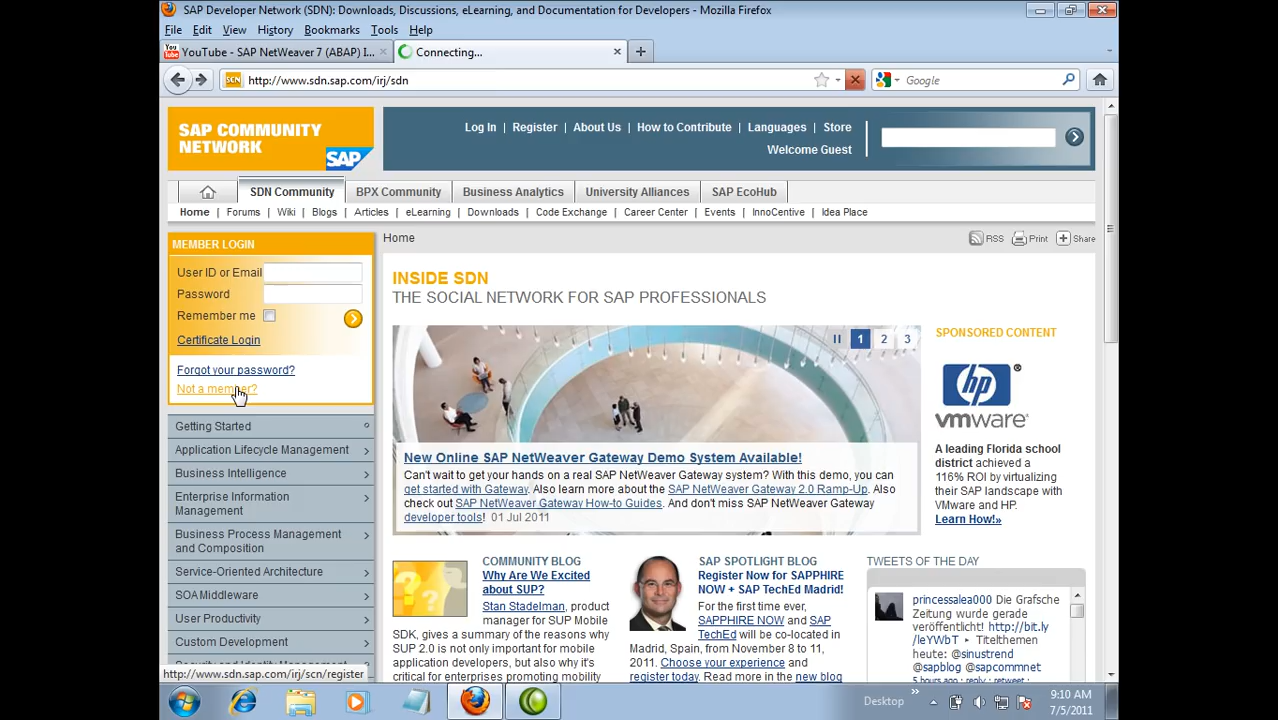 SAP Developer Network (SDN): Downloads, Discussions, eLearning, and Documentation for Developers - Mozilla Firefox
File Edit View History Bookmarks Tools Help
YouTube - SAP NetWeaver 7 (ABAP) I...
Connecting...
http://www.sdn.sap.com/irj/sdn
Google
SAP COMMUNITY
NETWORK
SAP
Log In | Register | About Us | How to Contribute | Languages | Store
Welcome Guest
SDN Community
BPX Community
Business Analytics
University Alliances
SAP EcoHub
Home | Forums | Wiki | Blogs | Articles | eLearning | Downloads | Code Exchange | Career Center | Events | InnoCentive | Idea Place
MEMBER LOGIN
User ID or Email
Password
Remember me
Certificate Login
Forgot your password?
Not a member?
Getting Started
Application Lifecycle Management
Business Intelligence
Enterprise Information
Management
Business Process Management
and Composition
Service-Oriented Architecture
SOA Middleware
User Productivity
Custom Development
Security and Identity Management
http://www.sdn.sap.com/irj/scn/register
Home
RSS Print Share
INSIDE SDN
THE SOCIAL NETWORK FOR SAP PROFESSIONALS
1 2 3
New Online SAP NetWeaver Gateway Demo System Available!
Can't wait to get your hands on a real SAP NetWeaver Gateway system? With this demo, you can
get started with Gateway. Also learn more about the SAP NetWeaver Gateway 2.0 Ramp-Up. Also
check out SAP NetWeaver Gateway How-to Guides. And don't miss SAP NetWeaver Gateway
developer tools! 01 Jul 2011
SPONSORED CONTENT
hp
vmware
A leading Florida school
district achieved a
116% ROI by virtualizing
their SAP landscape with
VMware and HP.
Learn How!»
COMMUNITY BLOG
Why Are We Excited
about SUP?
Stan Stadelman, product
manager for SUP Mobile
SDK, gives a summary of the reasons why
SUP 2.0 is not only important for mobile
application developers, but also why it's
critical for enterprises promoting mobility
SAP SPOTLIGHT BLOG
Register Now for SAPPHIRE
NOW + SAP TechEd Madrid!
For the first time ever,
SAPPHIRE NOW and SAP
TechEd will be co-located in
Madrid, Spain, from November 8 to 11,
2011. Choose your experience and
register today. Read more in the new blog
TWEETS OF THE DAY
princessalea000 Die Grafsche
Zeitung wurde gerade
veröffentlicht! http://bit.ly
/leYWbT ▸ Titelthemen
heute: @sinustrend
@sapblog @sapcommnet
5 hours ago · reply · retweet ·
Desktop
9:10 AM
7/5/2011